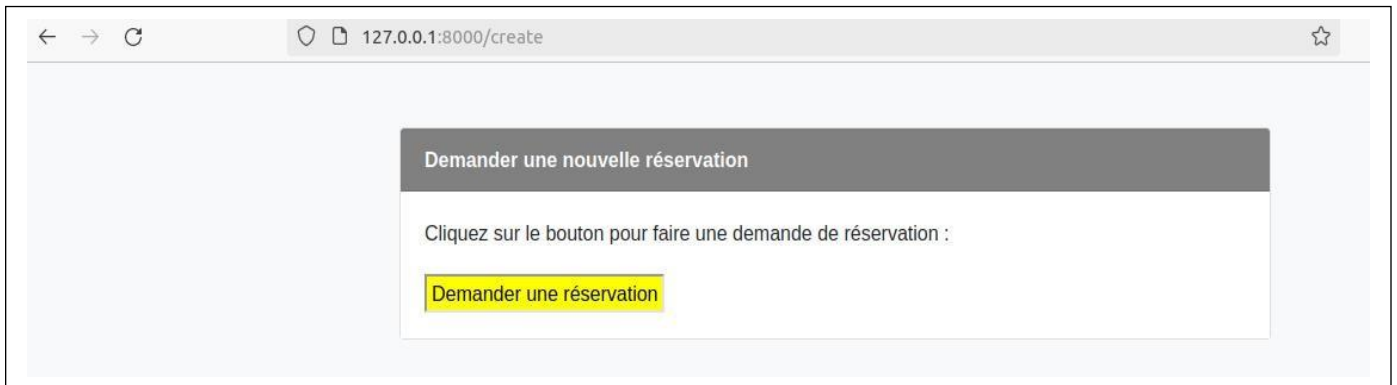 127.0.0.1:8000/create
Demander une nouvelle réservation
Cliquez sur le bouton pour faire une demande de réservation :
Demander une réservation